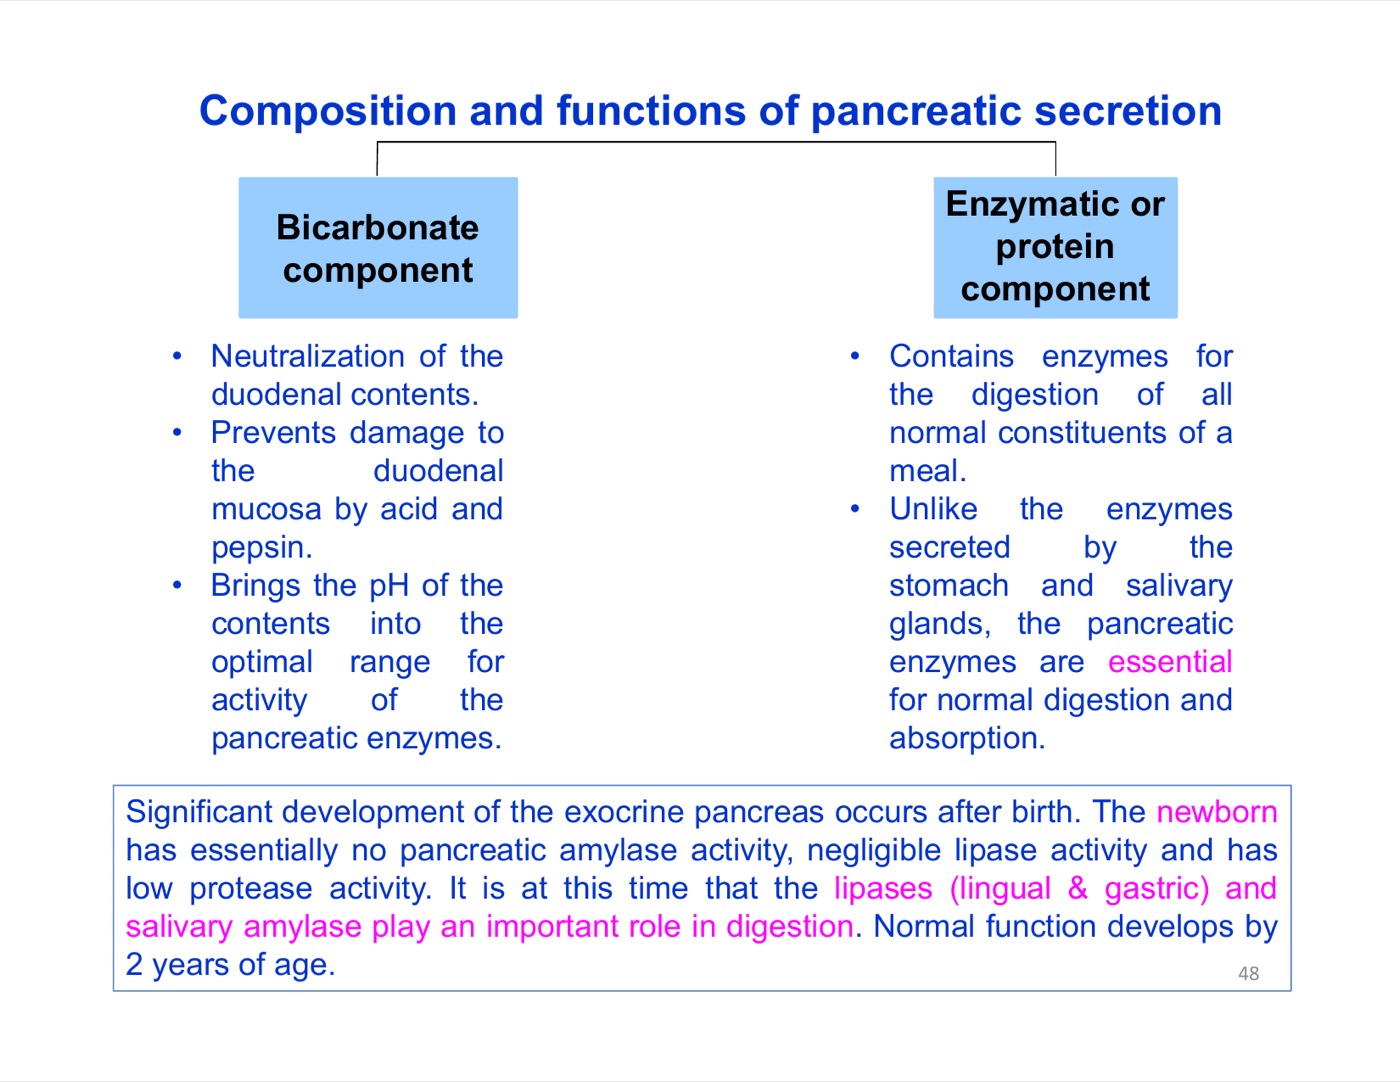 Composition and functions of pancreatic secretion
Bicarbonate
component
• Neutralization of the
duodenal contents.
• Prevents damage to
the duodenal
mucosa by acid and
pepsin.
• Brings the pH of the
contents into the
optimal range for
activity of the
pancreatic enzymes.
Enzymatic or
protein
component
• Contains enzymes for
the digestion of all
normal constituents of a
meal.
• Unlike the enzymes
secreted by the
stomach and salivary
glands, the pancreatic
enzymes are essential
for normal digestion and
absorption.
Significant development of the exocrine pancreas occurs after birth. The newborn
has essentially no pancreatic amylase activity, negligible lipase activity and has
low protease activity. It is at this time that the lipases (lingual & gastric) and
salivary amylase play an important role in digestion. Normal function develops by
2 years of age.
48